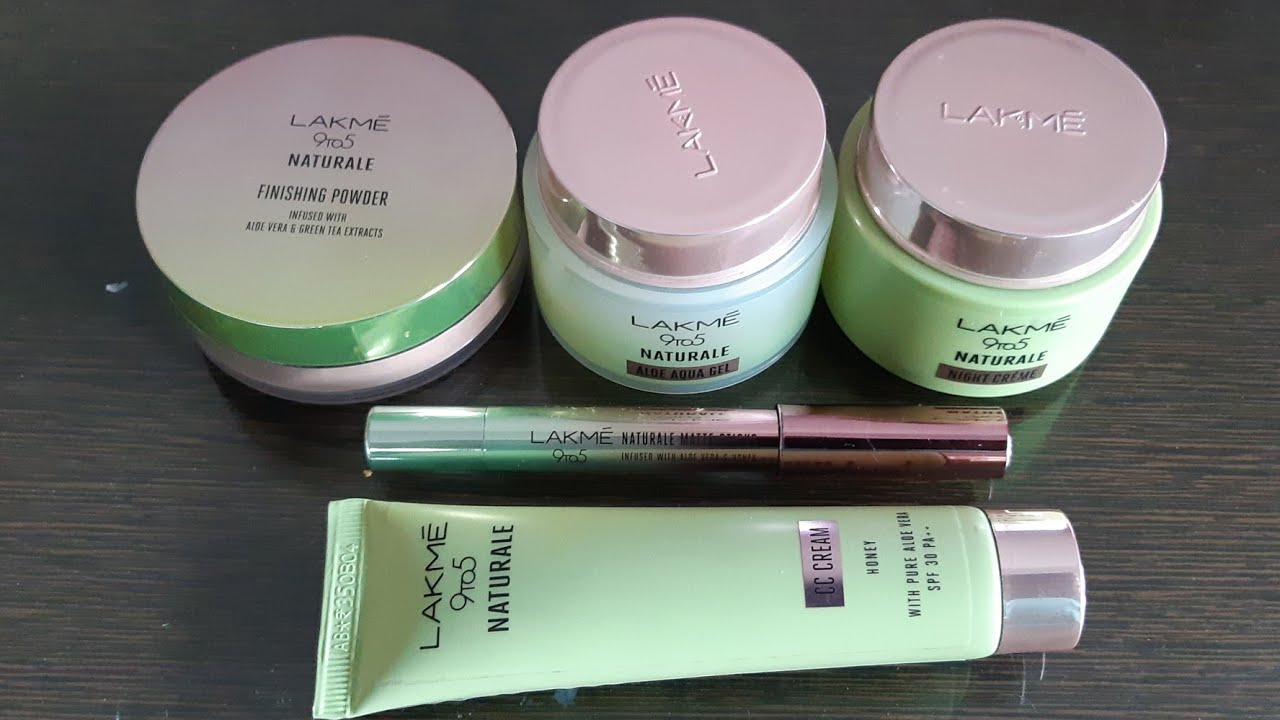 LAKMĒ
9TO5
NATURALE
FINISHING POWDER
INFUSED WITH
ALOE VERA & GREEN TEA EXTRACTS
LAKMĒ
LAKMĒ
9TO5
NATURALE
ALOE AQUA GEL
LAKMĒ
LAKMĒ
9TO5
NATURALE
NIGHT CRÈME
LAKMĒ NATURALE MATTE STICKS
9TO5 INFUSED WITH ALOE VERA & HONEY
LAKMĒ
9TO5
NATURALE
CC CREAM
HONEY
WITH PURE ALOE VERA
SPF 30 PA++